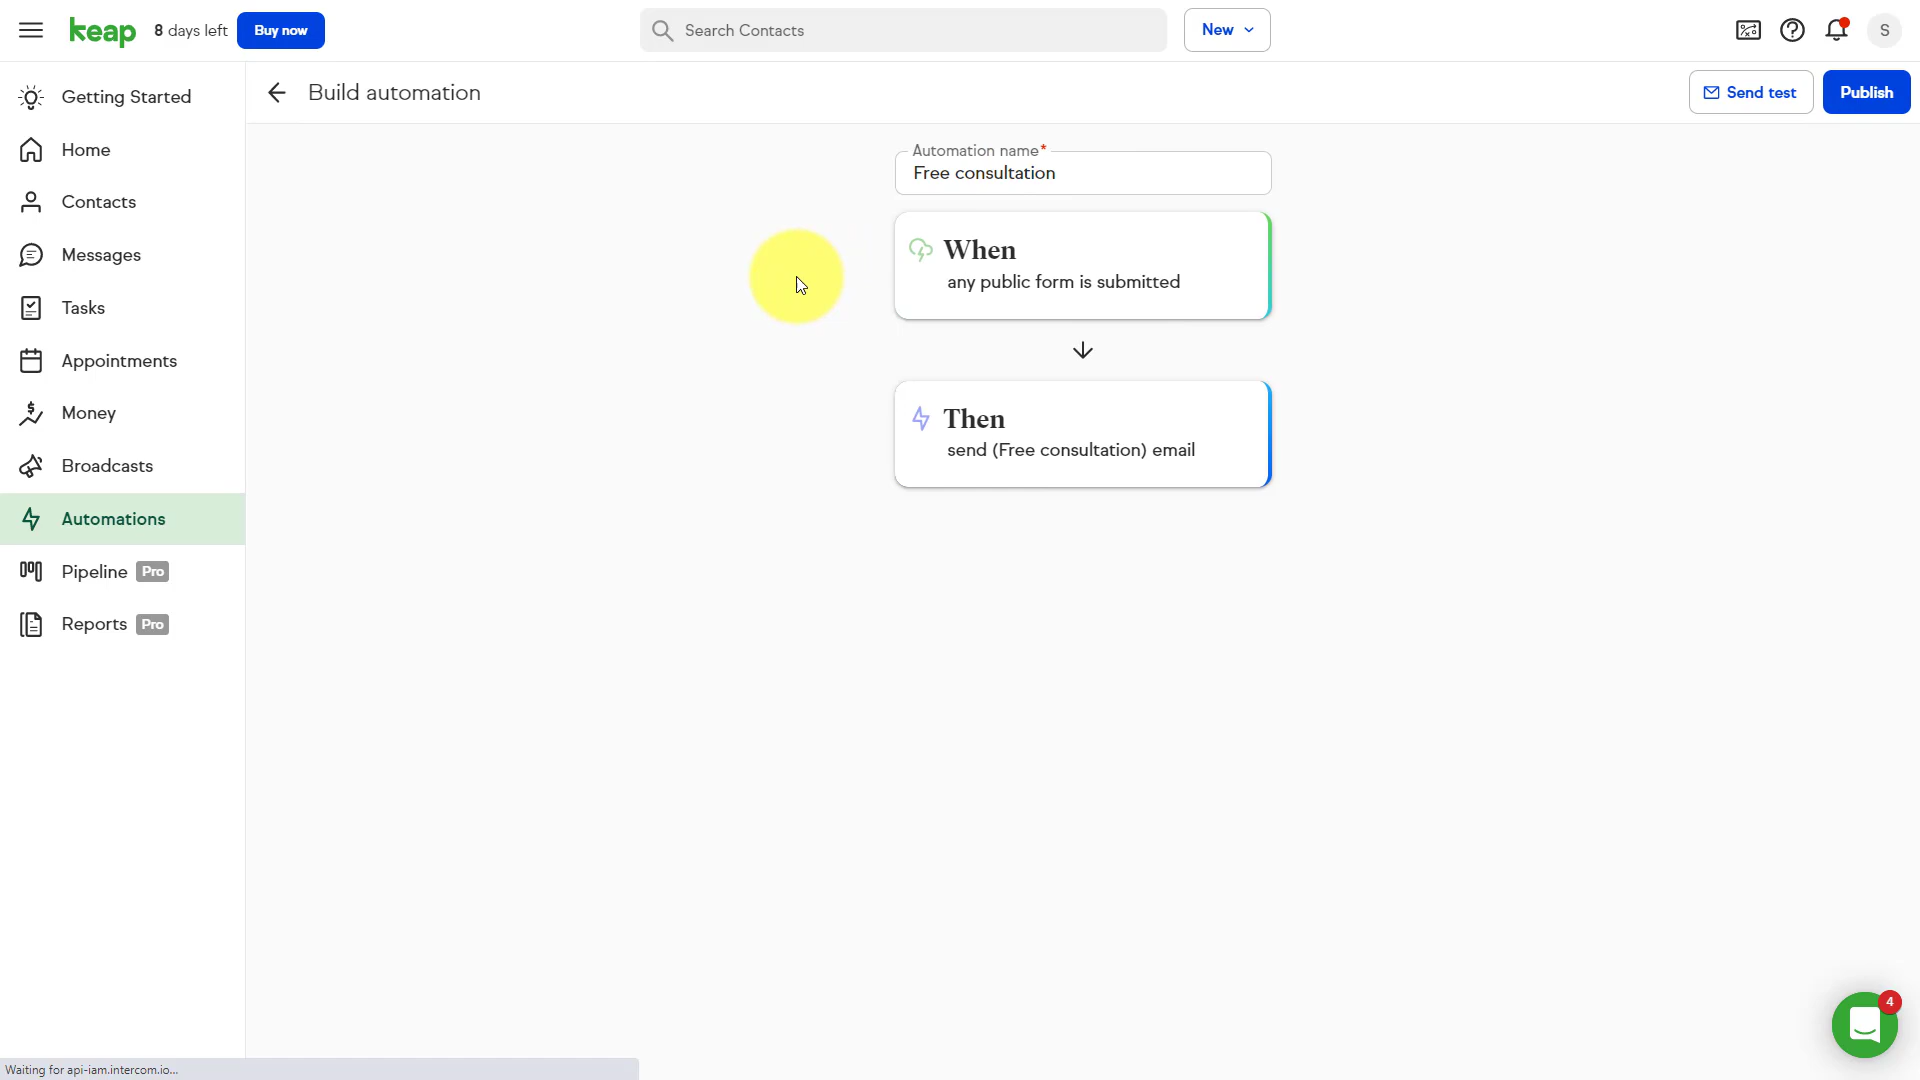 keap
8 days left
Buy now
Search Contacts
New
S
Getting Started
Home
Contacts
Messages
Tasks
Appointments
Money
Broadcasts
Automations
Pipeline Pro
Reports Pro
Build automation
Send test
Publish
Automation name*
Free consultation
When
any public form is submitted
Then
send (Free consultation) email
4
Waiting for api-iam.intercom.io...